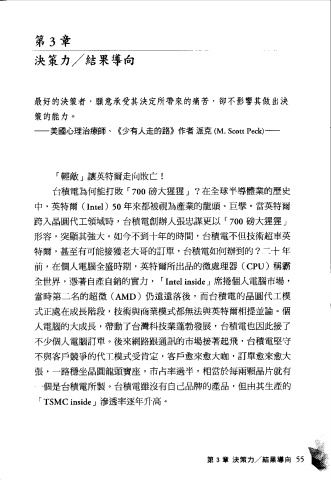 第 3 章
決策力／結果導向
最好的決策者，願意承受其決定所帶來的痛苦，卻不影響其做出決
策的能力。
——美國心理治療師、《少有人走的路》作者 派克 (M. Scott Peck)——
「輕敵」讓英特爾走向敗亡！
台積電為何能打敗「700 磅大猩猩」？在全球半導體業的歷史
中，英特爾（Intel）50 年來都被視為產業的龍頭、巨擘。當英特爾
跨入晶圓代工領域時，台積電創辦人張忠謀更以「700 磅大猩猩」
形容，突顯其強大。如今不到十年的時間，台積電不但技術超車英
特爾，甚至有可能接獲老大哥的訂單，台積電如何辦到的？二十年
前，在個人電腦全盛時期，英特爾所出品的微處理器（CPU）稱霸
全世界，憑著自產自銷的實力，「Intel inside」席捲個人電腦市場，
當時第二名的超微（AMD）仍遠遠落後，而台積電的晶圓代工模
式正處在成長階段，技術與商業模式都無法與英特爾相提並論。個
人電腦的大成長，帶動了台灣科技業蓬勃發展，台積電也因此接了
不少個人電腦訂單。後來網路跟通訊的市場接著起飛，台積電堅守
不與客戶競爭的代工模式受肯定，客戶愈來愈大咖，訂單愈來愈大
張，一路穩坐晶圓龍頭寶座，市占率過半，相當於每兩顆晶片就有
一個是台積電所製。台積電雖沒有自己品牌的產品，但由其生產的
「TSMC inside」滲透率逐年升高。
第 3 章 決策力／結果導向 55